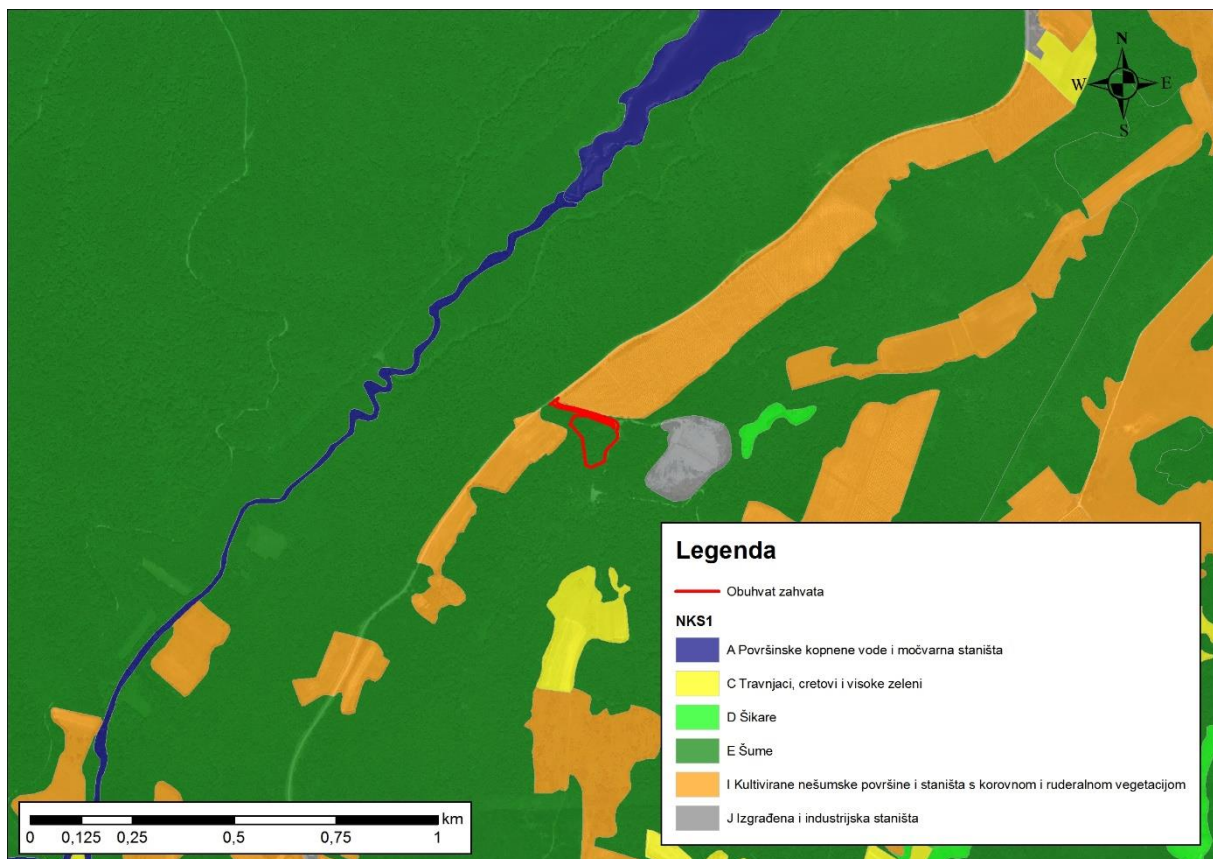 N
W E
S
Legenda
Obuhvat zahvata
NKS1
A Površinske kopnene vode i močvarna staništa
C Travnjaci, cretovi i visoke zeleni
D Šikare
E Šume
I Kultivirane nešumske površine i staništa s korovnom i ruderalnom vegetacijom
J Izgrađena i industrijska staništa
km
0 0,125 0,25 0,5 0,75 1